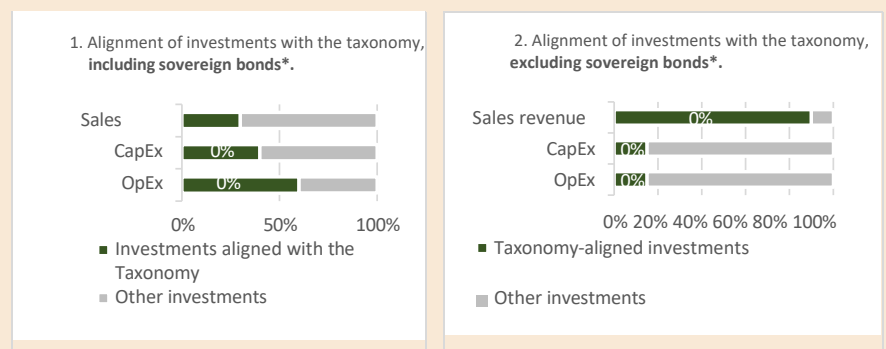 1. Alignment of investments with the taxonomy,
including sovereign bonds*.
Sales
CapEx 0%
OpEx 0%
0% 50% 100%
■ Investments aligned with the
Taxonomy
■ Other investments
2. Alignment of investments with the taxonomy,
excluding sovereign bonds*.
Sales revenue 0%
CapEx 0%
OpEx 0%
0% 20% 40% 60% 80% 100%
■ Taxonomy-aligned investments
■ Other investments